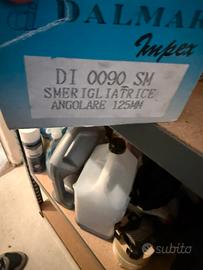 DALMAR
Impex
DI 0090 SM
SMERIGLIATRICE
ANGOLARE 125MM
subito